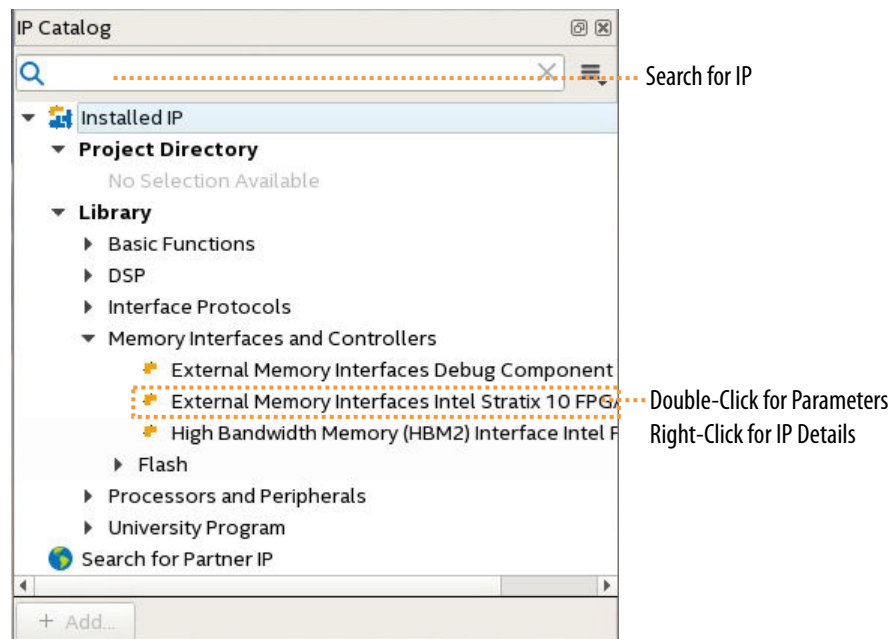 IP Catalog
Search for IP
Installed IP
Project Directory
No Selection Available
Library
Basic Functions
DSP
Interface Protocols
Memory Interfaces and Controllers
External Memory Interfaces Debug Component
External Memory Interfaces Intel Stratix 10 FPGA
Double-Click for Parameters
High Bandwidth Memory (HBM2) Interface Intel F
Right-Click for IP Details
Flash
Processors and Peripherals
University Program
Search for Partner IP
+ Add...